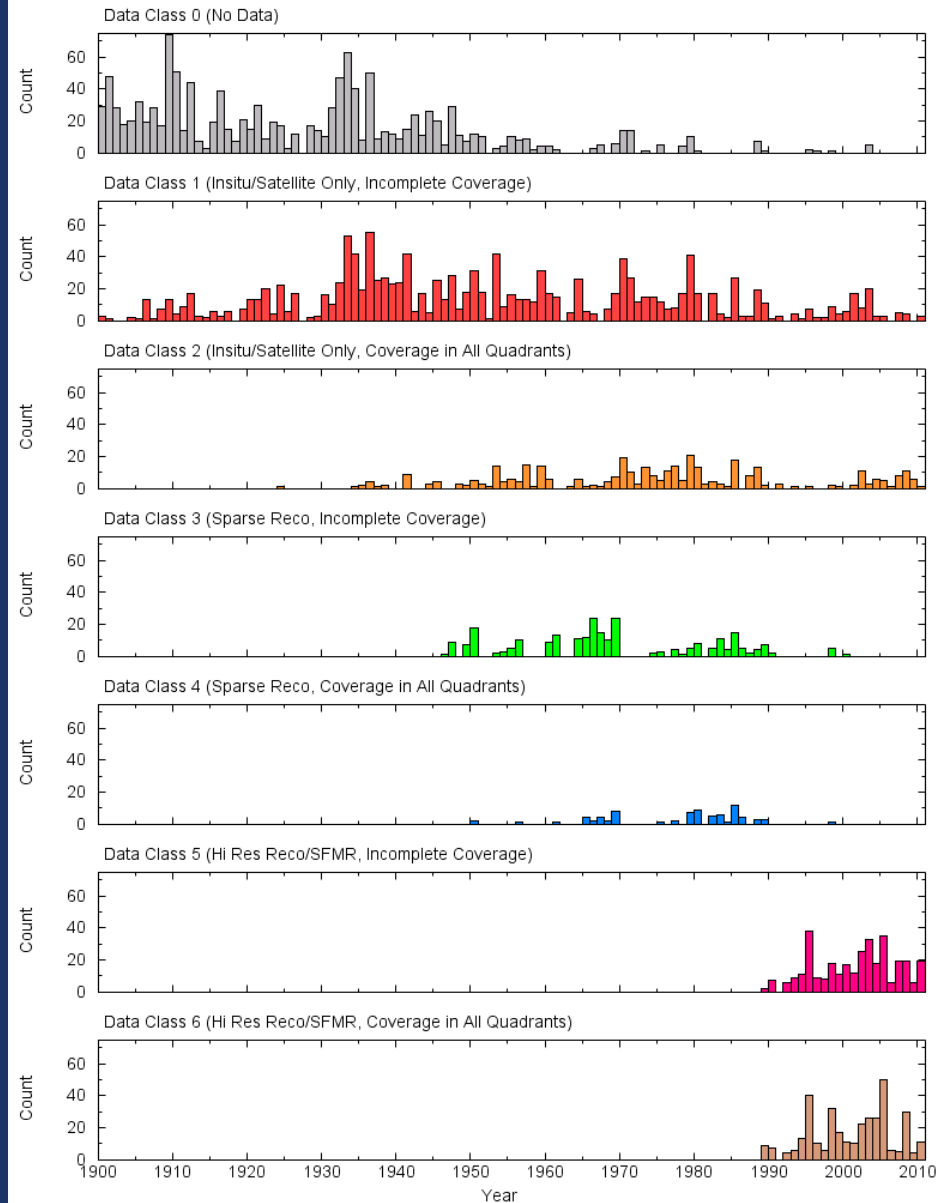 Data Class 0 (No Data)
Count
60
40
20
0
Data Class 1 (Insitu/Satellite Only, Incomplete Coverage)
Count
60
40
20
0
Data Class 2 (Insitu/Satellite Only, Coverage in All Quadrants)
Count
60
40
20
0
Data Class 3 (Sparse Reco, Incomplete Coverage)
Count
60
40
20
0
Data Class 4 (Sparse Reco, Coverage in All Quadrants)
Count
60
40
20
0
Data Class 5 (Hi Res Reco/SFMR, Incomplete Coverage)
Count
60
40
20
0
Data Class 6 (Hi Res Reco/SFMR, Coverage in All Quadrants)
Count
60
40
20
0
1900 1910 1920 1930 1940 1950 1960 1970 1980 1990 2000 2010
Year